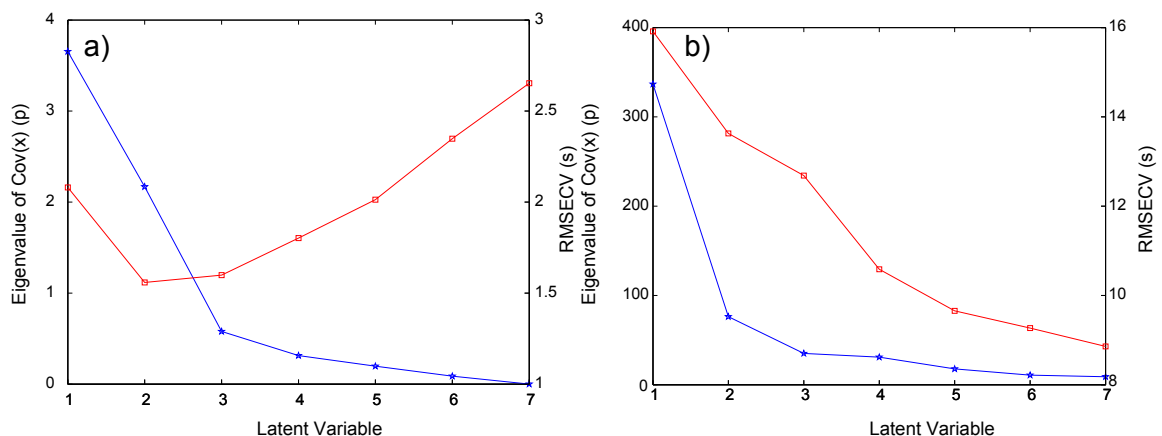 a)
4
3
2
1
0
Eigenvalue of Cov(x) (p)
3
2.5
2
1.5
1
RMSECV (s)
1 2 3 4 5 6 7
Latent Variable
b)
400
300
200
100
0
Eigenvalue of Cov(x) (p)
16
14
12
10
8
RMSECV (s)
1 2 3 4 5 6 7
Latent Variable